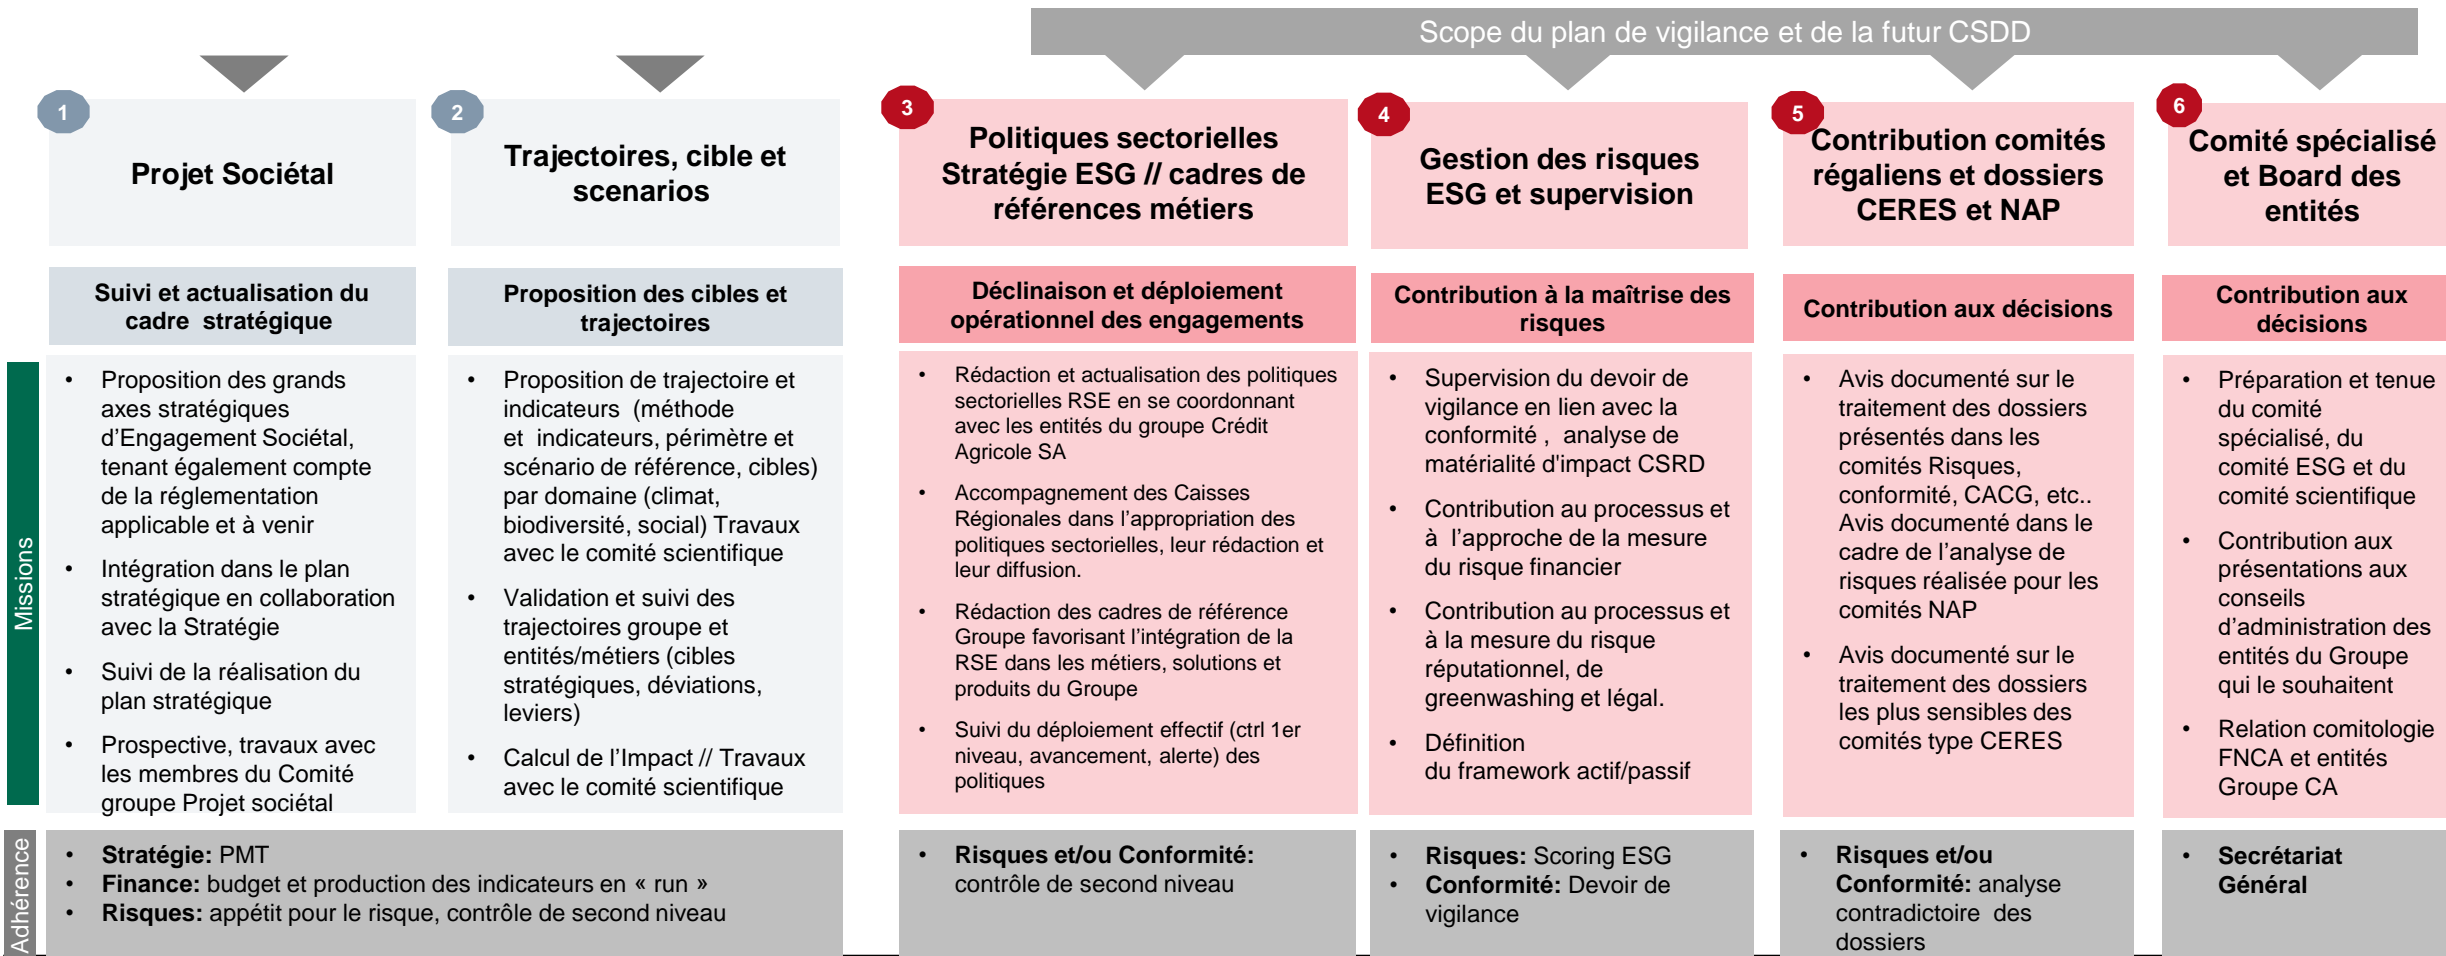 Scope du plan de vigilance et de la futur CSDD
1
Projet Sociétal
2
Trajectoires, cible et
scenarios
3
Politiques sectorielles
Stratégie ESG // cadres de
références métiers
4
Gestion des risques
ESG et supervision
5
Contribution comités
régaliens et dossiers
CERES et NAP
6
Comité spécialisé
et Board des
entités
Suivi et actualisation du
cadre stratégique
Proposition des cibles et
trajectoires
Déclinaison et déploiement
opérationnel des engagements
Contribution à la maîtrise des
risques
Contribution aux décisions
Contribution aux
décisions
Missions
• Proposition des grands
axes stratégiques
d’Engagement Sociétal,
tenant également compte
de la réglementation
applicable et à venir
• Intégration dans le plan
stratégique en collaboration
avec la Stratégie
• Suivi de la réalisation du
plan stratégique
• Prospective, travaux avec
les membres du Comité
groupe Projet sociétal
• Proposition de trajectoire et
indicateurs (méthode
et indicateurs, périmètre et
scénario de référence, cibles)
par domaine (climat,
biodiversité, social) Travaux
avec le comité scientifique
• Validation et suivi des
trajectoires groupe et
entités/métiers (cibles
stratégiques, déviations,
leviers)
• Calcul de l’Impact // Travaux
avec le comité scientifique
• Rédaction et actualisation des politiques
sectorielles RSE en se coordonnant
avec les entités du groupe Crédit
Agricole SA
• Accompagnement des Caisses
Régionales dans l’appropriation des
politiques sectorielles, leur rédaction et
leur diffusion.
• Rédaction des cadres de référence
Groupe favorisant l’intégration de la
RSE dans les métiers, solutions et
produits du Groupe
• Suivi du déploiement effectif (ctrl 1er
niveau, avancement, alerte) des
politiques
• Supervision du devoir de
vigilance en lien avec la
conformité , analyse de
matérialité d'impact CSRD
• Contribution au processus et
à l’approche de la mesure
du risque financier
• Contribution au processus et
à la mesure du risque
réputationnel, de
greenwashing et légal.
• Définition
du framework actif/passif
• Avis documenté sur le
traitement des dossiers
présentés dans les
comités Risques,
conformité, CACG, etc..
Avis documenté dans le
cadre de l’analyse de
risques réalisée pour les
comités NAP
• Avis documenté sur le
traitement des dossiers
les plus sensibles des
comités type CERES
• Préparation et tenue
du comité
spécialisé, du
comité ESG et du
comité scientifique
• Contribution aux
présentations aux
conseils
d’administration des
entités du Groupe
qui le souhaitent
• Relation comitologie
FNCA et entités
Groupe CA
Adhérence
• Stratégie: PMT
• Finance: budget et production des indicateurs en « run »
• Risques: appétit pour le risque, contrôle de second niveau
• Risques et/ou Conformité:
contrôle de second niveau
• Risques: Scoring ESG
• Conformité: Devoir de
vigilance
• Risques et/ou
Conformité: analyse
contradictoire des
dossiers
• Secrétariat
Général